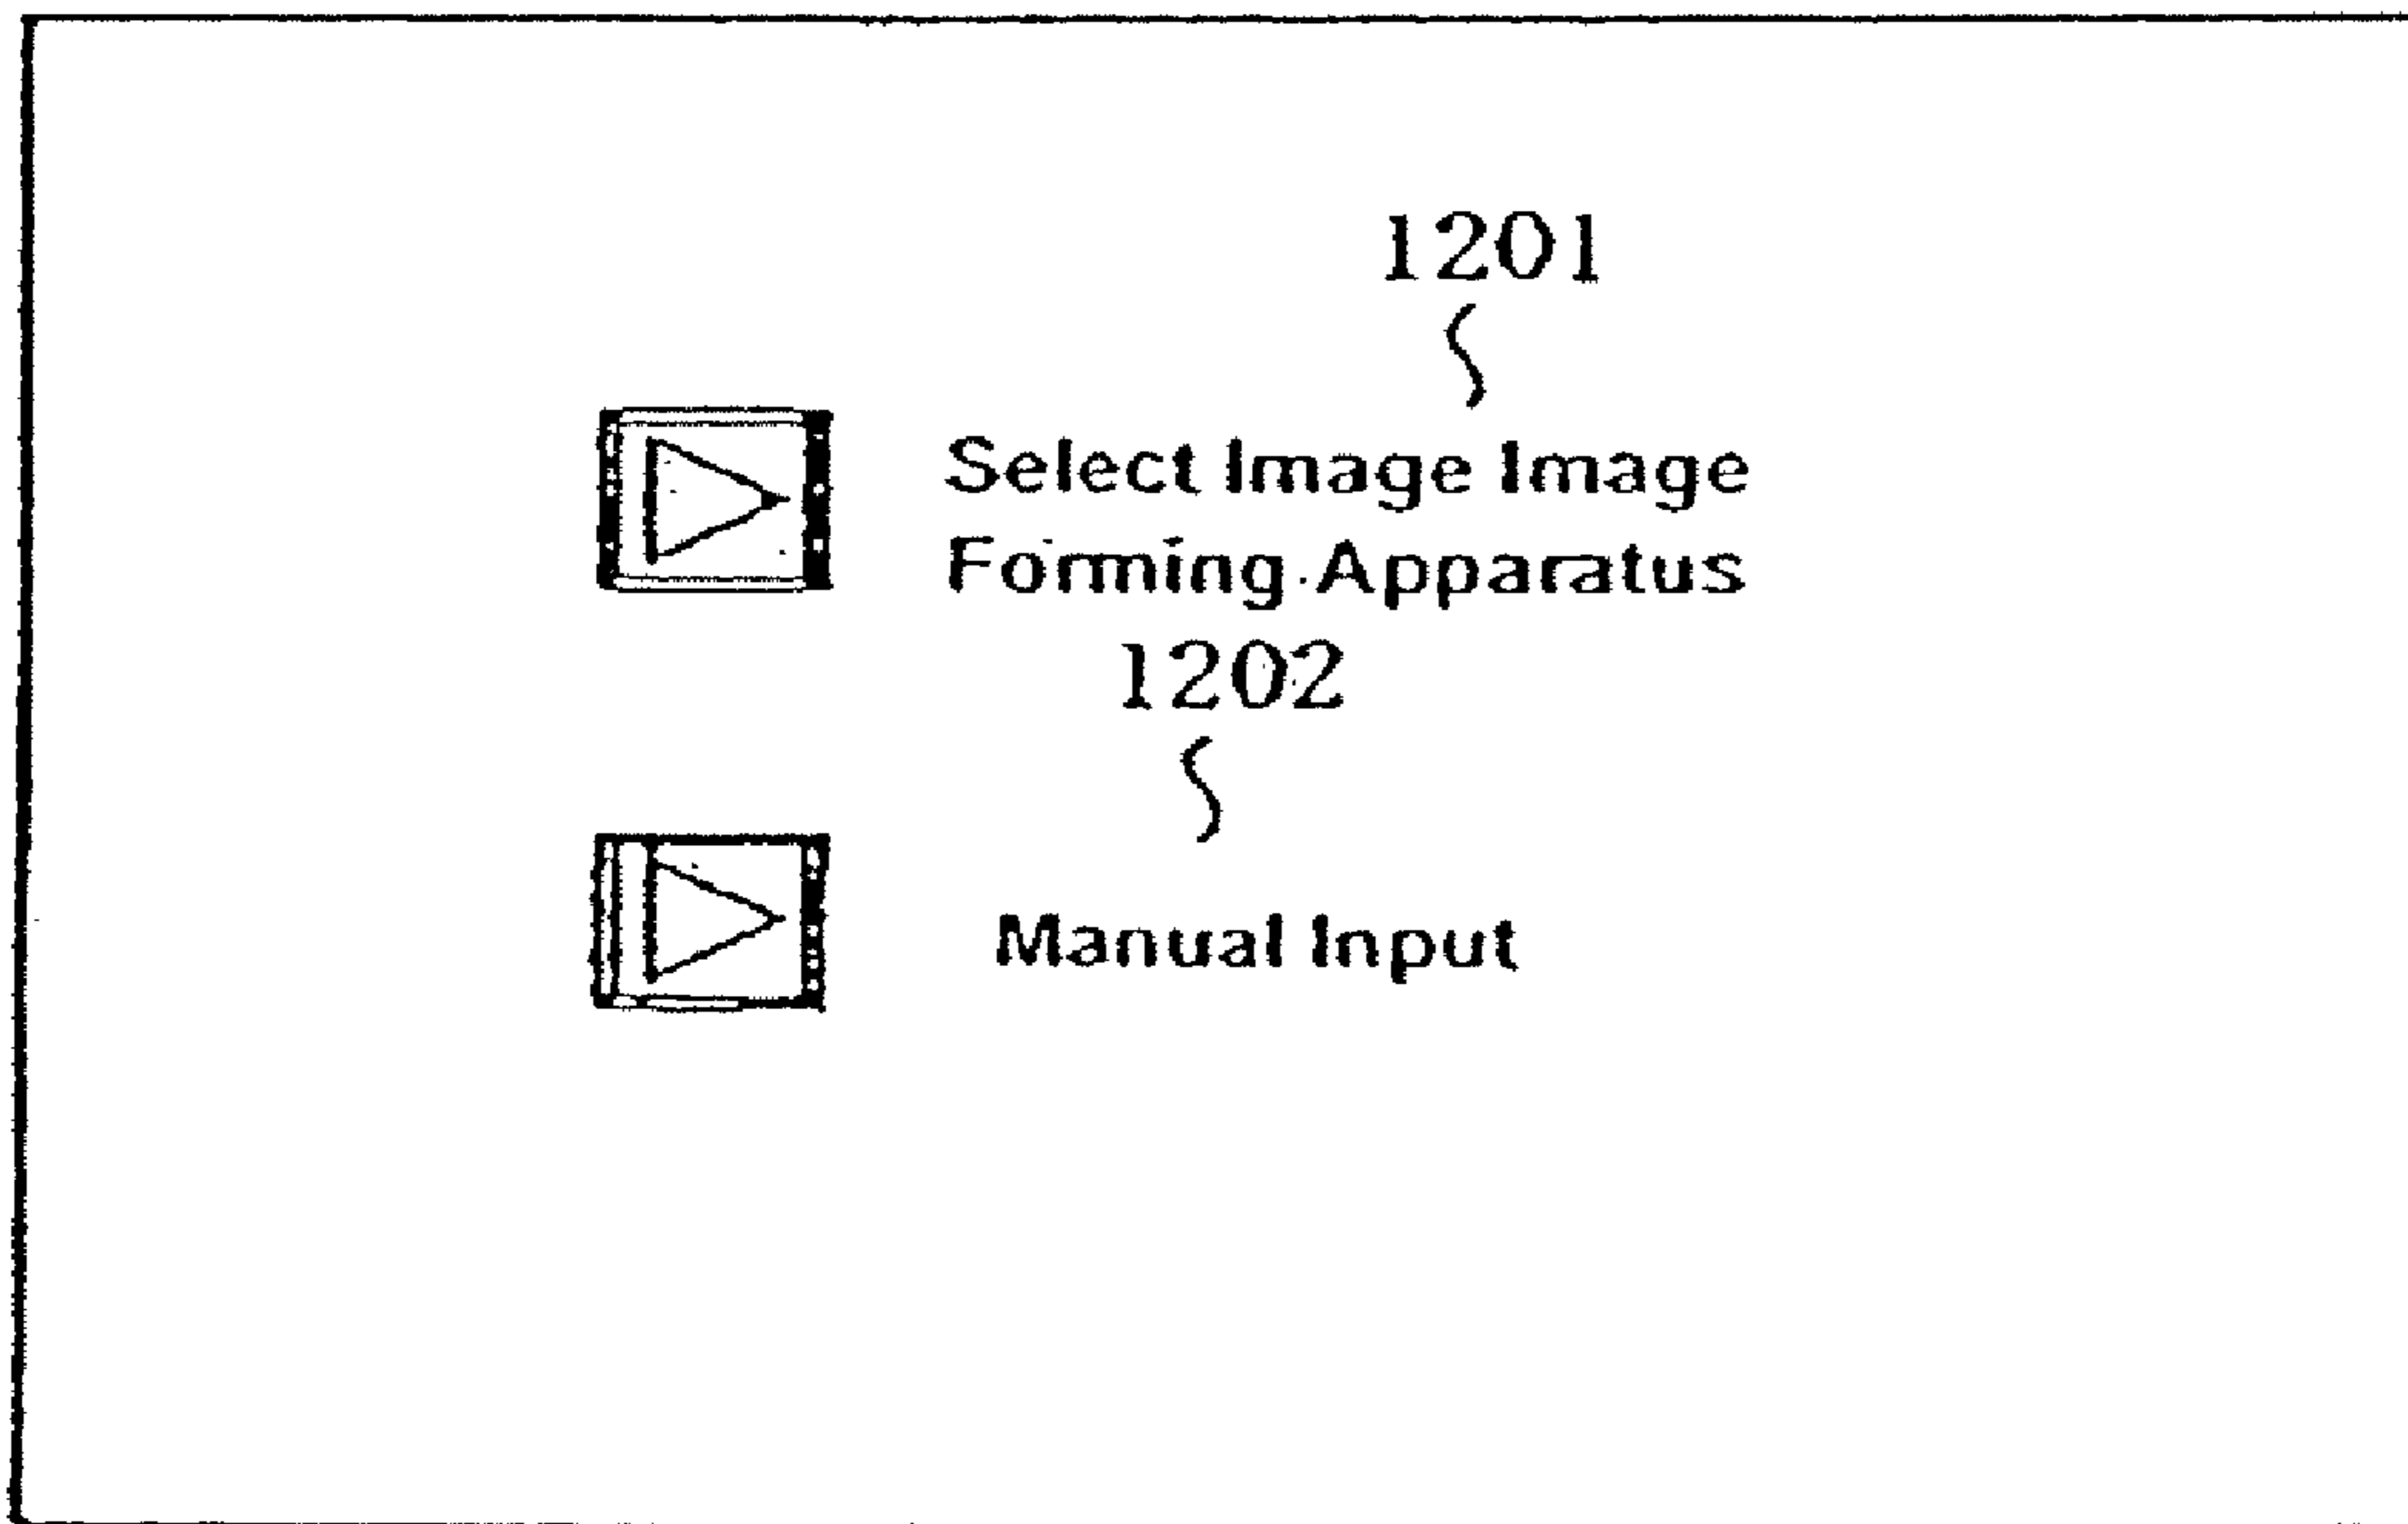 1201
Select Image Image
Forming Apparatus
1202
Manual Input